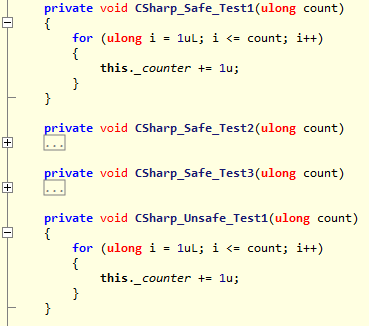 private void CSharp_Safe_Test1(ulong count)
{
for (ulong i = 1uL; i <= count; i++)
{
this._counter += 1u;
}
}
private void CSharp_Safe_Test2(ulong count)
...
private void CSharp_Safe_Test3(ulong count)
...
private void CSharp_Unsafe_Test1(ulong count)
{
for (ulong i = 1uL; i <= count; i++)
{
this._counter += 1u;
}
}